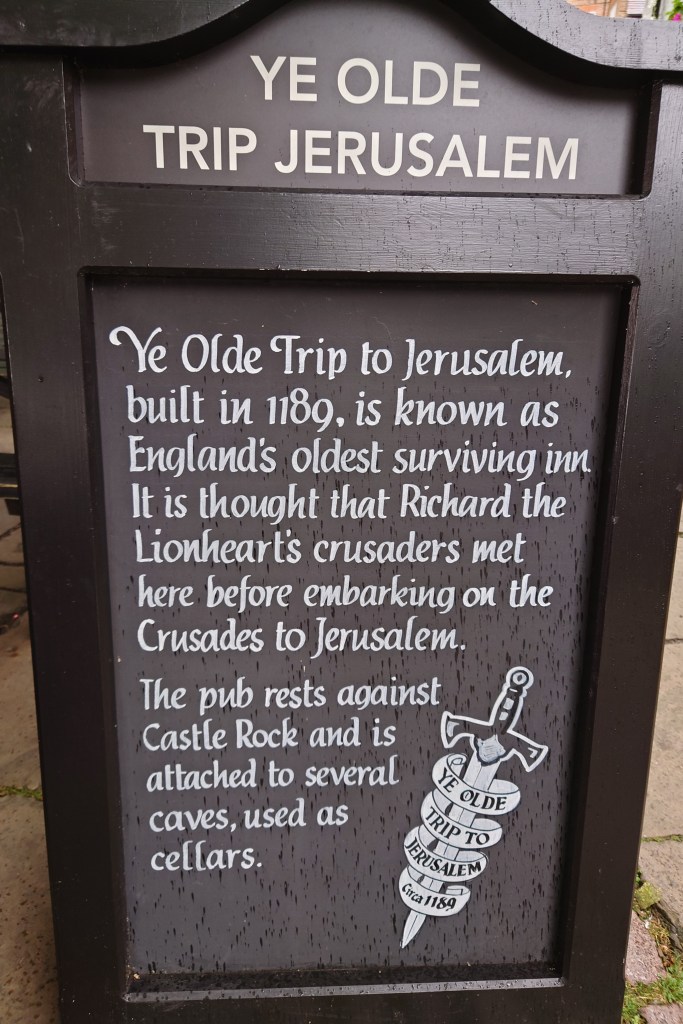 YE OLDE
TRIP JERUSALEM
Ye Olde Trip to Jerusalem,
built in 1189, is known as
England's oldest surviving inn.
It is thought that Richard the
Lionheart's crusaders met
here before embarking on the
Crusades to Jerusalem.
The pub rests against
Castle Rock and is
attached to several
caves, used as
cellars.
YE OLDE
TRIP TO
JERUSALEM
Circa 1189